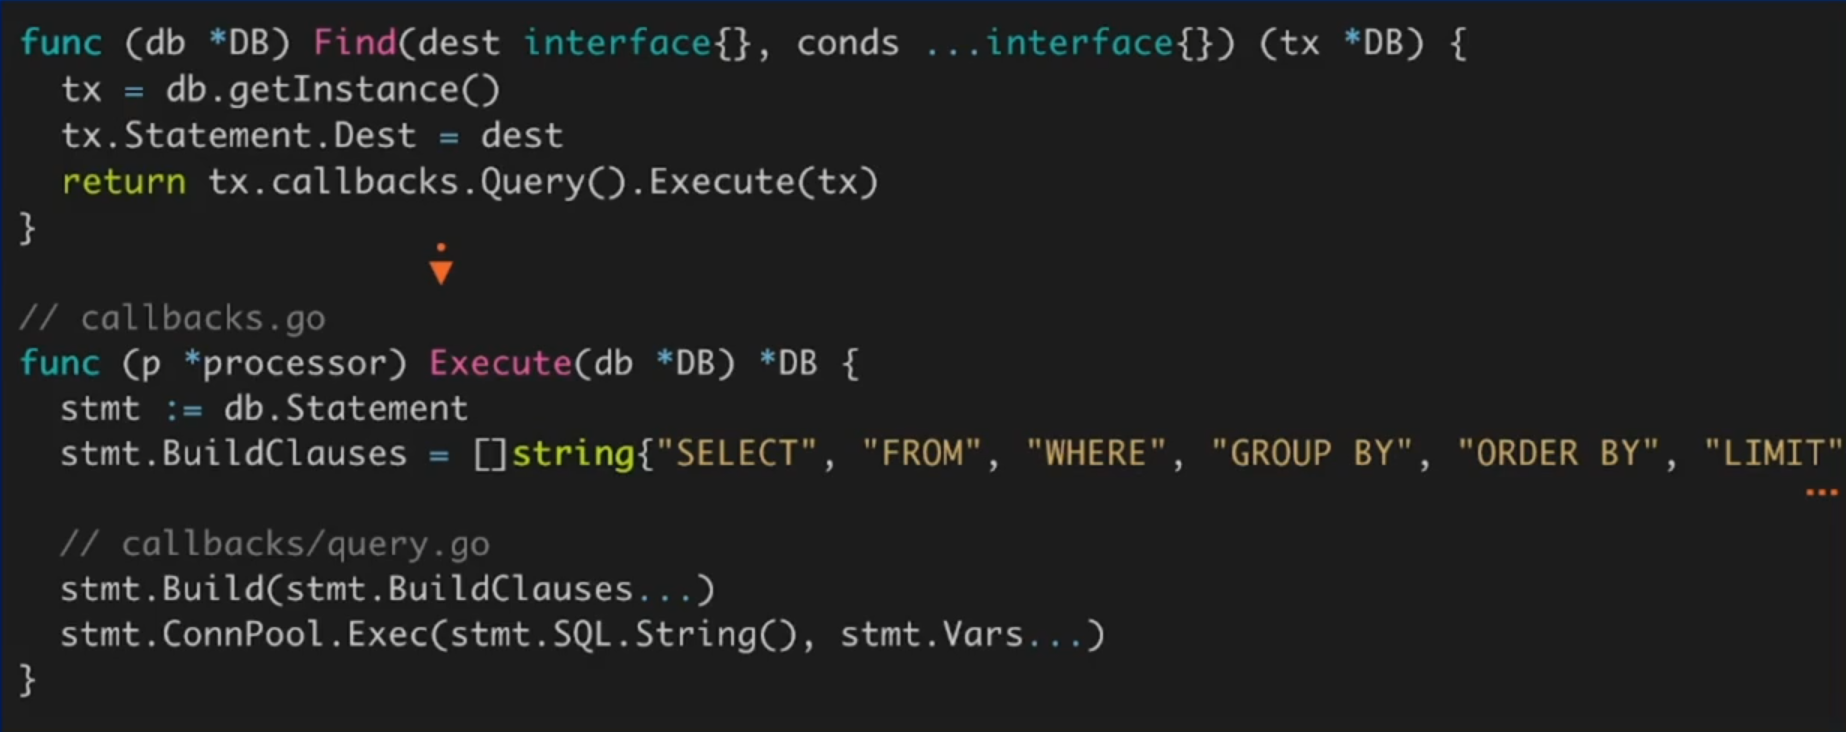 func (db *DB) Find(dest interface{}, conds ...interface{}) (tx *DB) {
  tx = db.getInstance()
  tx.Statement.Dest = dest
  return tx.callbacks.Query().Execute(tx)
}
// callbacks.go
func (p *processor) Execute(db *DB) *DB {
  stmt := db.Statement
  stmt.BuildClauses = []string{"SELECT", "FROM", "WHERE", "GROUP BY", "ORDER BY", "LIMIT"
...
  // callbacks/query.go
  stmt.Build(stmt.BuildClauses...)
  stmt.ConnPool.Exec(stmt.SQL.String(), stmt.Vars...)
}